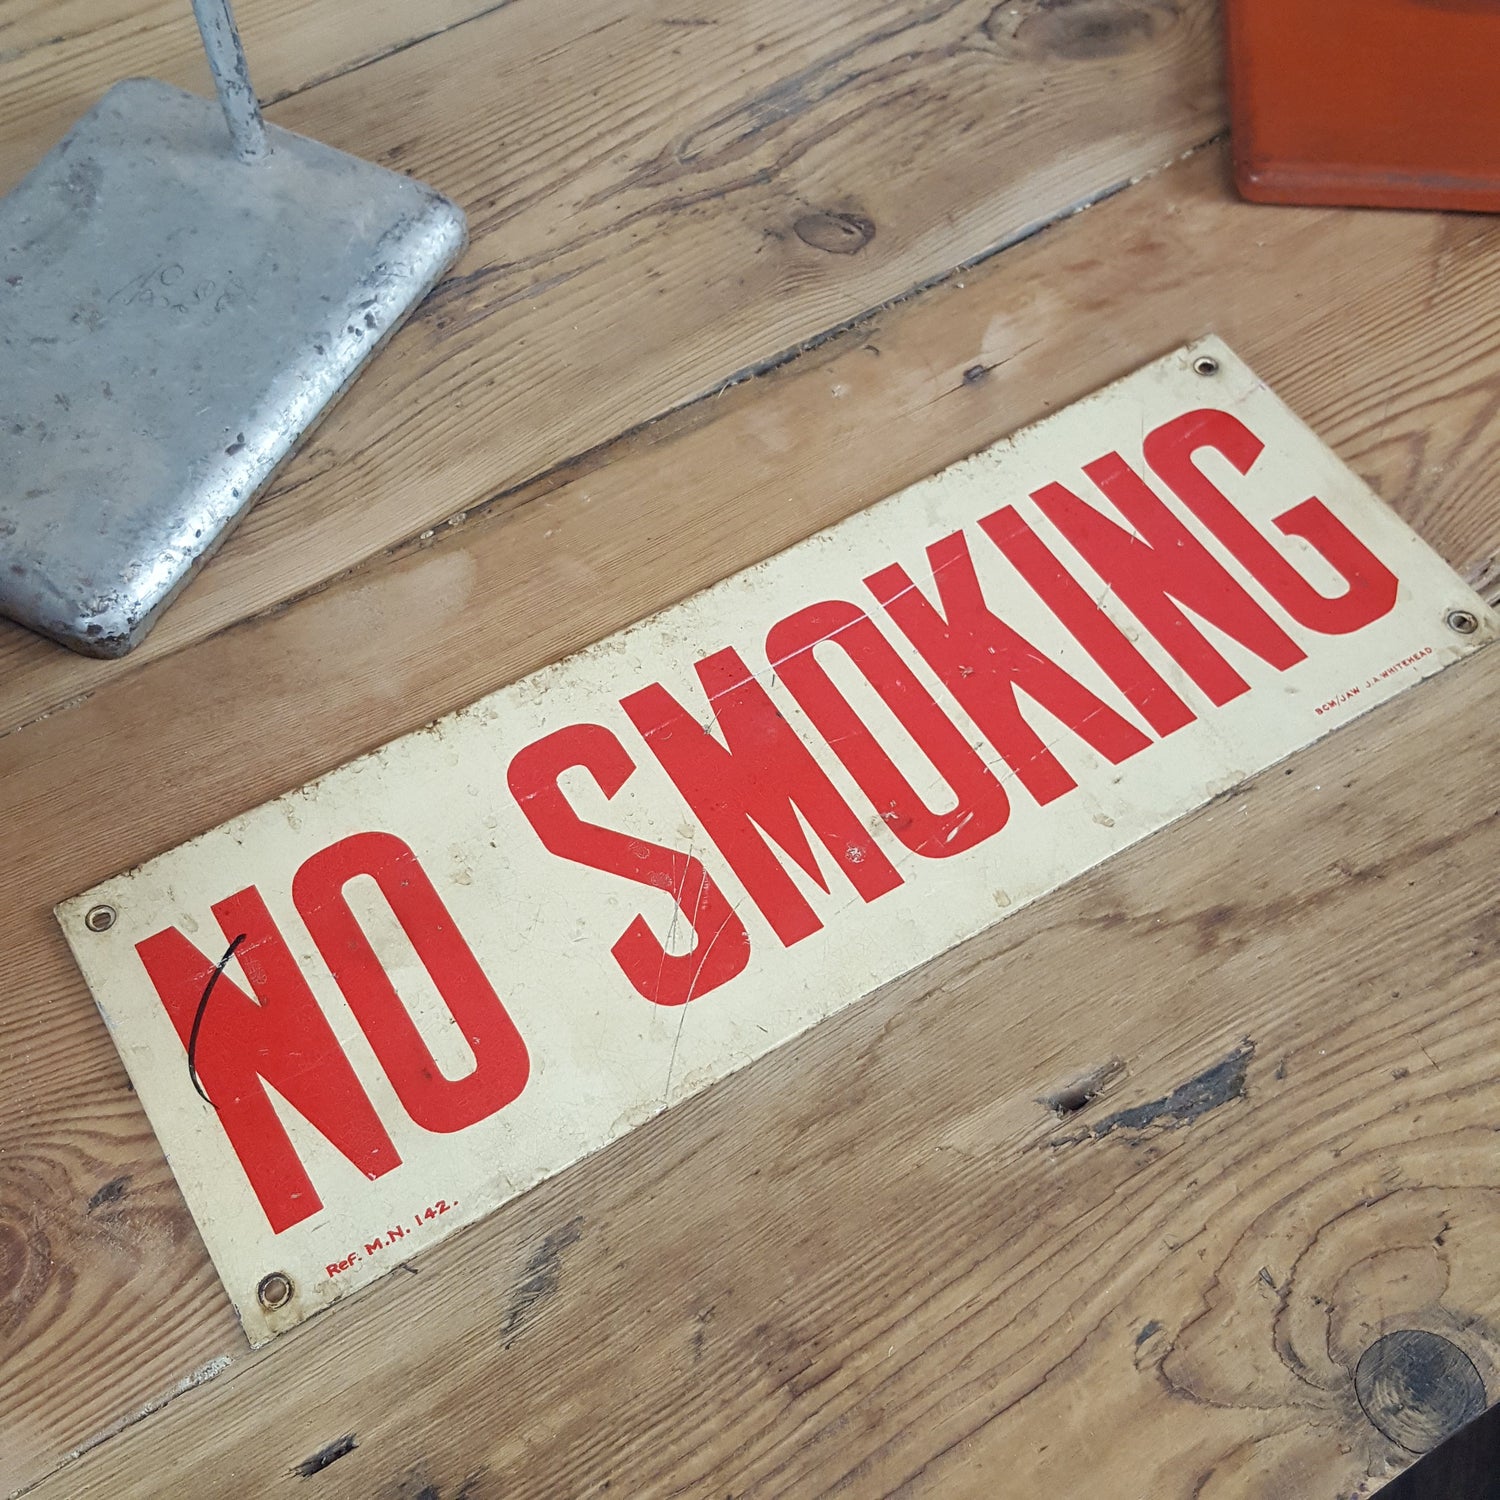 NO SMOKING
Ref. M.N. 142.
BCM/JAW J.A.WHITEHEAD